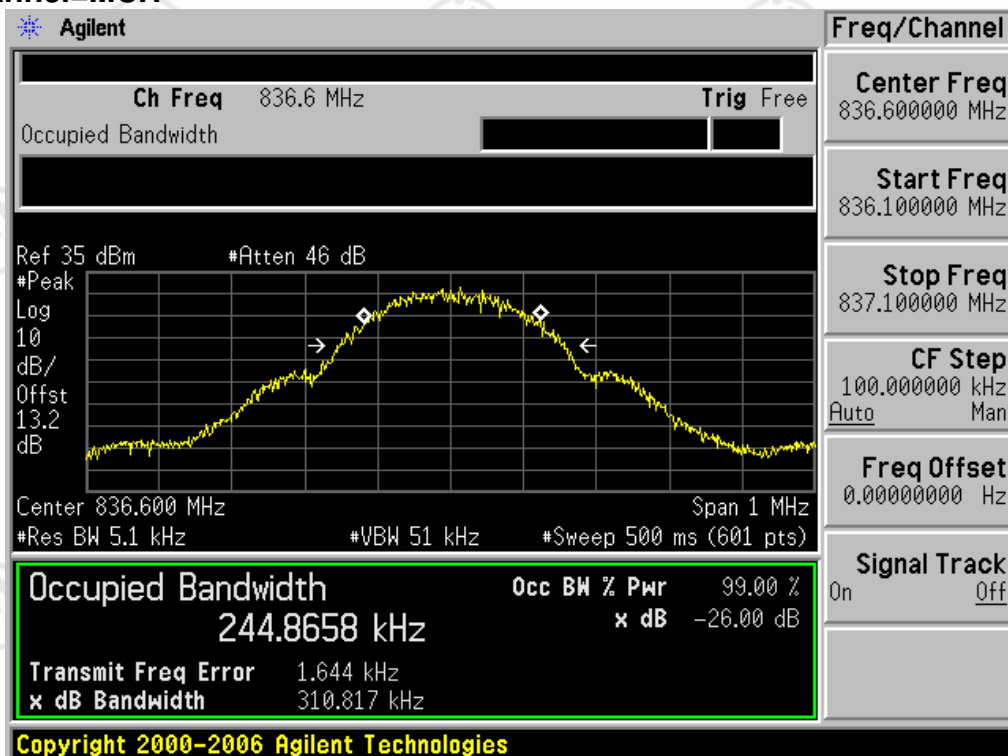 Agilent
Freq/Channel
Ch Freq 836.6 MHz Trig Free
Occupied Bandwidth
Center Freq
836.600000 MHz
Start Freq
836.100000 MHz
Stop Freq
837.100000 MHz
CF Step
100.000000 kHz
Auto Man
Freq Offset
0.00000000 Hz
Signal Track
On Off
Ref 35 dBm #Atten 46 dB
#Peak
Log
10
dB/
Offst
13.2
dB
Center 836.600 MHz Span 1 MHz
#Res BW 5.1 kHz #VBW 51 kHz #Sweep 500 ms (601 pts)
Occupied Bandwidth Occ BW % Pwr 99.00 %
244.8658 kHz x dB -26.00 dB
Transmit Freq Error 1.644 kHz
x dB Bandwidth 310.817 kHz
Copyright 2000-2006 Agilent Technologies